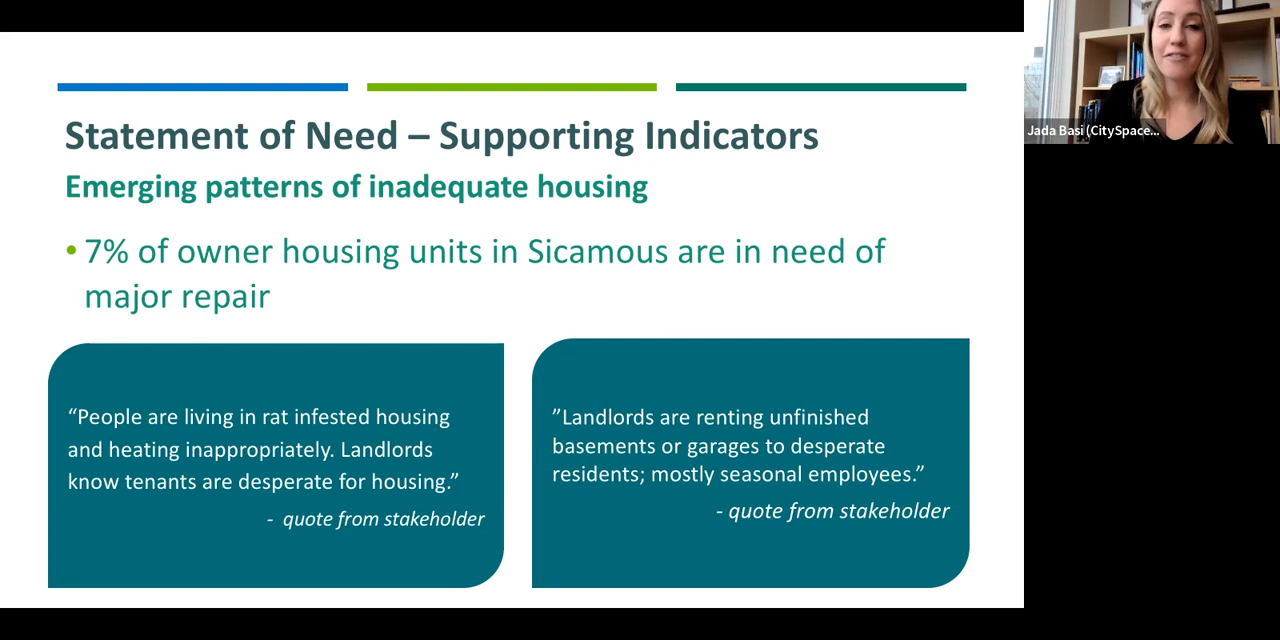 Statement of Need – Supporting Indicators
Emerging patterns of inadequate housing
• 7% of owner housing units in Sicamous are in need of
major repair
“People are living in rat infested housing
and heating inappropriately. Landlords
know tenants are desperate for housing.”
- quote from stakeholder
”Landlords are renting unfinished
basements or garages to desperate
residents; mostly seasonal employees.”
- quote from stakeholder
Jada Basi (CitySpace...